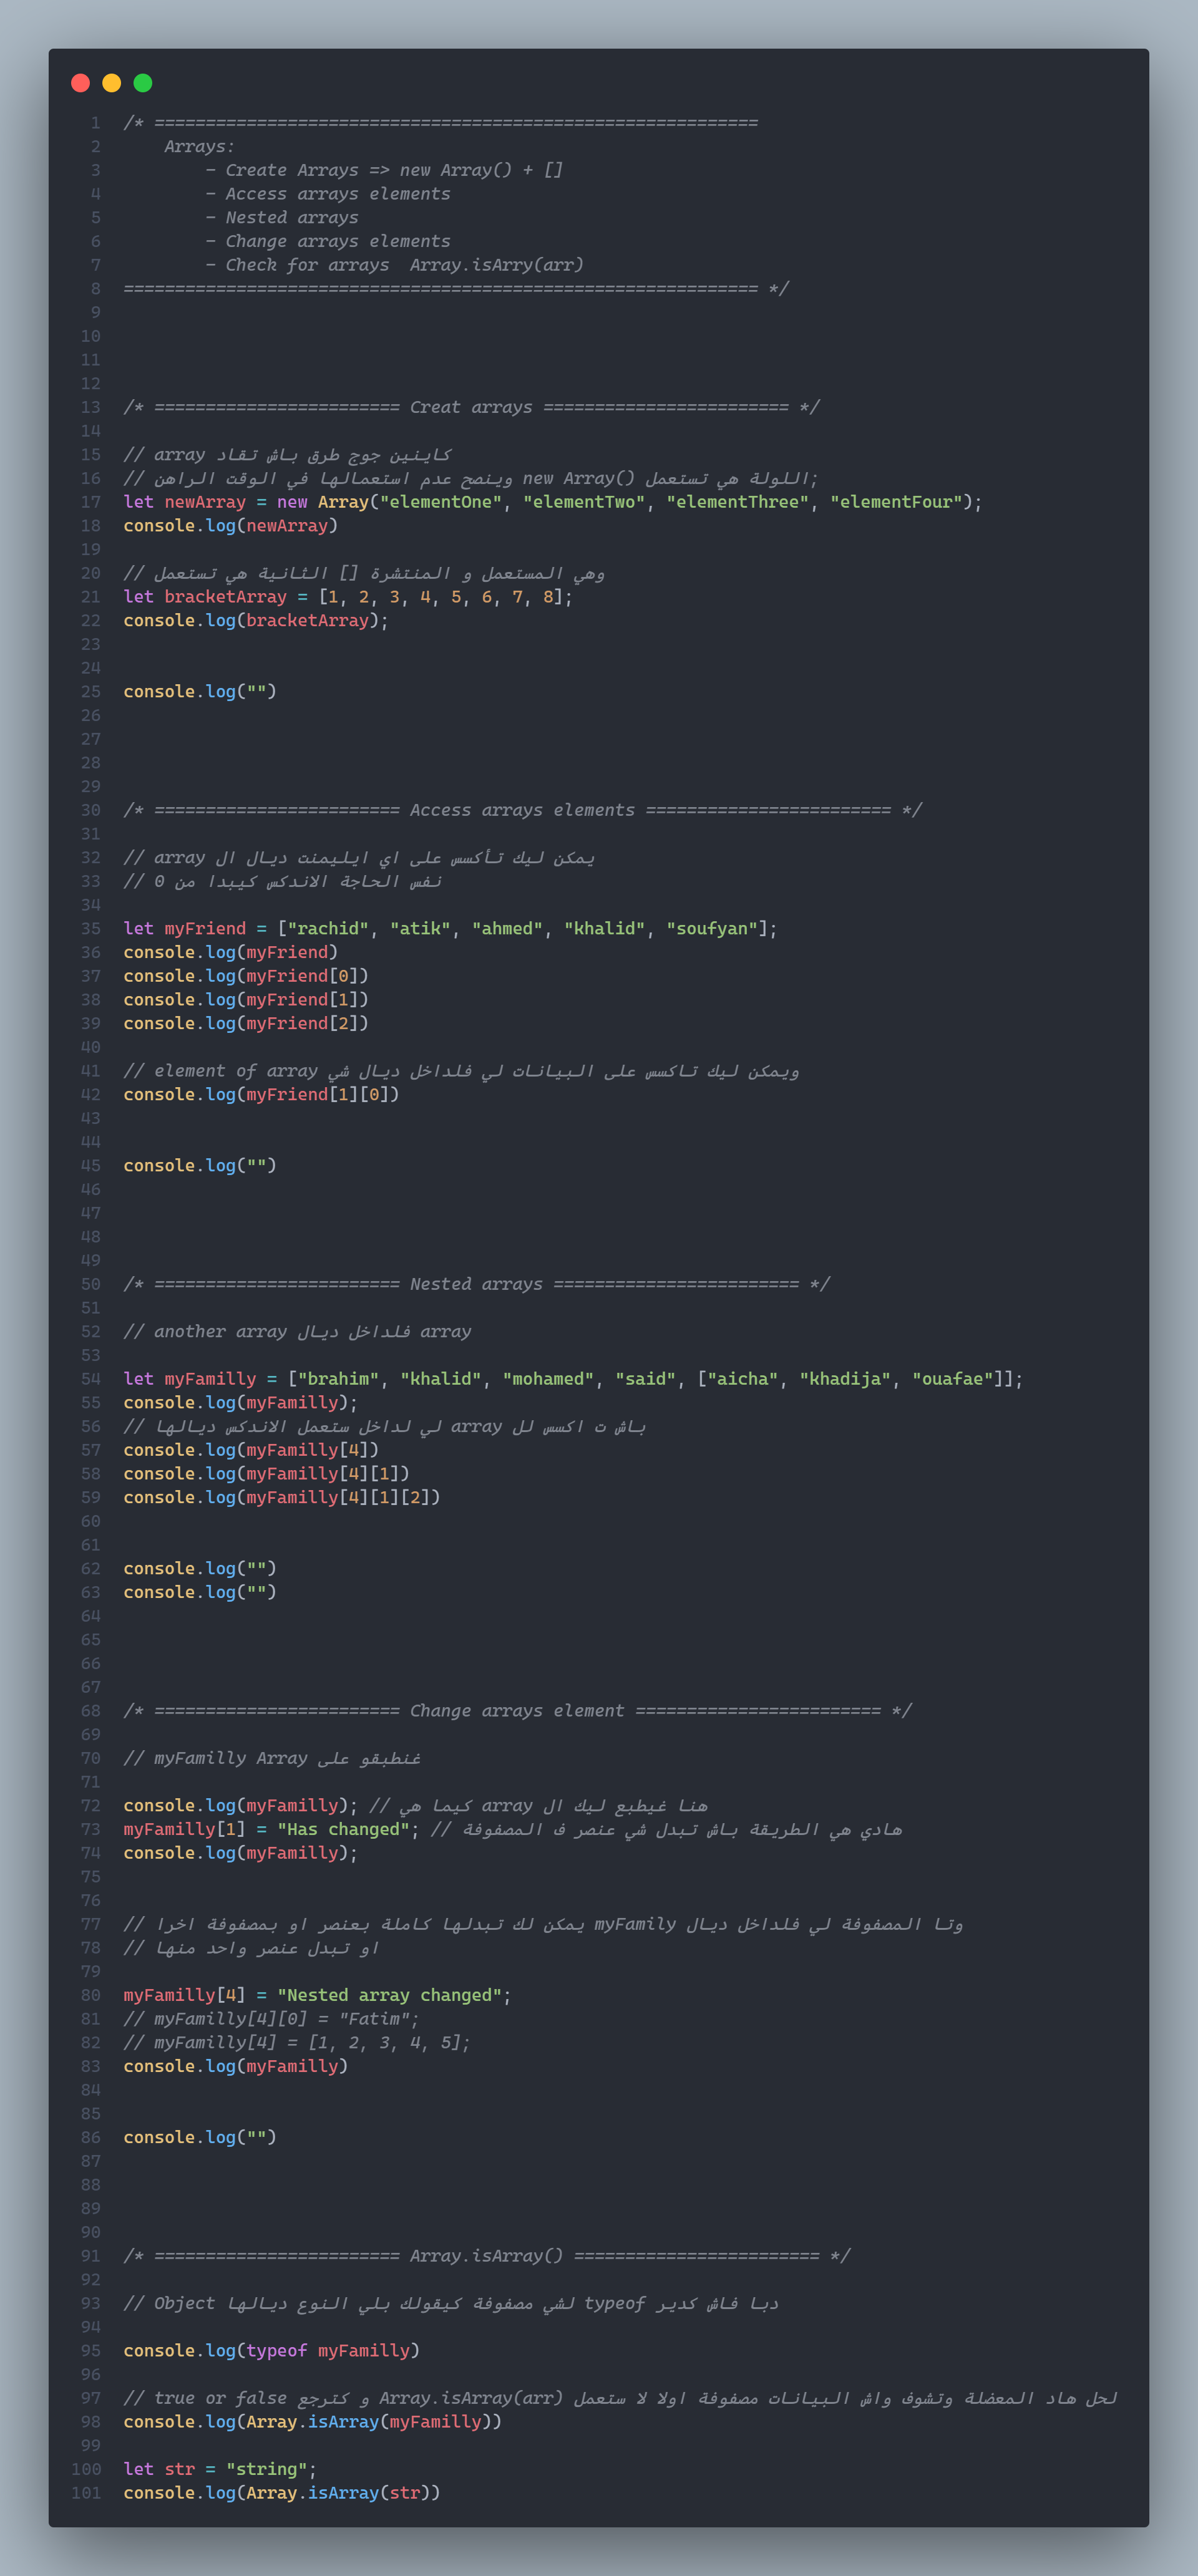 1 /* ===========================================================
2     Arrays:
3         - Create Arrays => new Array() + []
4         - Access arrays elements
5         - Nested arrays
6         - Change arrays elements
7         - Check for arrays  Array.isArry(arr)
8 ============================================================== */
9
10
11
12
13 /* ======================== Creat arrays ======================== */
14
15 // array كاينين جوج طرق باش تقاد
16 // اللولة هي تستعمل new Array() وينصح عدم استعمالها في الوقت الراهن;
17 let newArray = new Array("elementOne", "elementTwo", "elementThree", "elementFour");
18 console.log(newArray)
19
20 // الثانية هي تستعمل [] وهي المستعمل و المنتشرة
21 let bracketArray = [1, 2, 3, 4, 5, 6, 7, 8];
22 console.log(bracketArray);
23
24
25 console.log("")
26
27
28
29
30 /* ======================== Access arrays elements ======================== */
31
32 // array يمكن ليك تأكسس على اي ايليمنت ديال ال
33 // 0 نفس الحاجة الاندكس كيبدا من
34
35 let myFriend = ["rachid", "atik", "ahmed", "khalid", "soufyan"];
36 console.log(myFriend)
37 console.log(myFriend[0])
38 console.log(myFriend[1])
39 console.log(myFriend[2])
40
41 // element of array ويمكن ليك تاكسس على البيانات لي فلداخل ديال شي
42 console.log(myFriend[1][0])
43
44
45 console.log("")
46
47
48
49
50 /* ======================== Nested arrays ======================== */
51
52 // another array فلداخل ديال array
53
54 let myFamilly = ["brahim", "khalid", "mohamed", "said", ["aicha", "khadija", "ouafae"]];
55 console.log(myFamilly);
56 // باش ت اكسس لل array لي لداخل ستعمل الاندكس ديالها
57 console.log(myFamilly[4])
58 console.log(myFamilly[4][1])
59 console.log(myFamilly[4][1][2])
60
61
62 console.log("")
63 console.log("")
64
65
66
67
68 /* ======================== Change arrays element ======================== */
69
70 // myFamilly Array غنطبقو على
71
72 console.log(myFamilly); // هنا غيطبع ليك ال array كيما هي
73 myFamilly[1] = "Has changed"; // هادي هي الطريقة باش تبدل شي عنصر ف المصفوفة
74 console.log(myFamilly);
75
76
77 // وتا المصفوفة لي فلداخل ديال myFamily يمكن لك تبدلها كاملة بعنصر او بمصفوفة اخرا
78 // او تبدل عنصر واحد منها
79
80 myFamilly[4] = "Nested array changed";
81 // myFamilly[4][0] = "Fatim";
82 // myFamilly[4] = [1, 2, 3, 4, 5];
83 console.log(myFamilly)
84
85
86 console.log("")
87
88
89
90
91 /* ======================== Array.isArray() ======================== */
92
93 // Object دبا فاش كدير typeof لشي مصفوفة كيقولك بلي النوع ديالها
94
95 console.log(typeof myFamilly)
96
97 // true or false لحل هاد المعضلة وتشوف واش البيانات مصفوفة اولا لا ستعمل Array.isArray(arr) و كترجع
98 console.log(Array.isArray(myFamilly))
99
100 let str = "string";
101 console.log(Array.isArray(str))